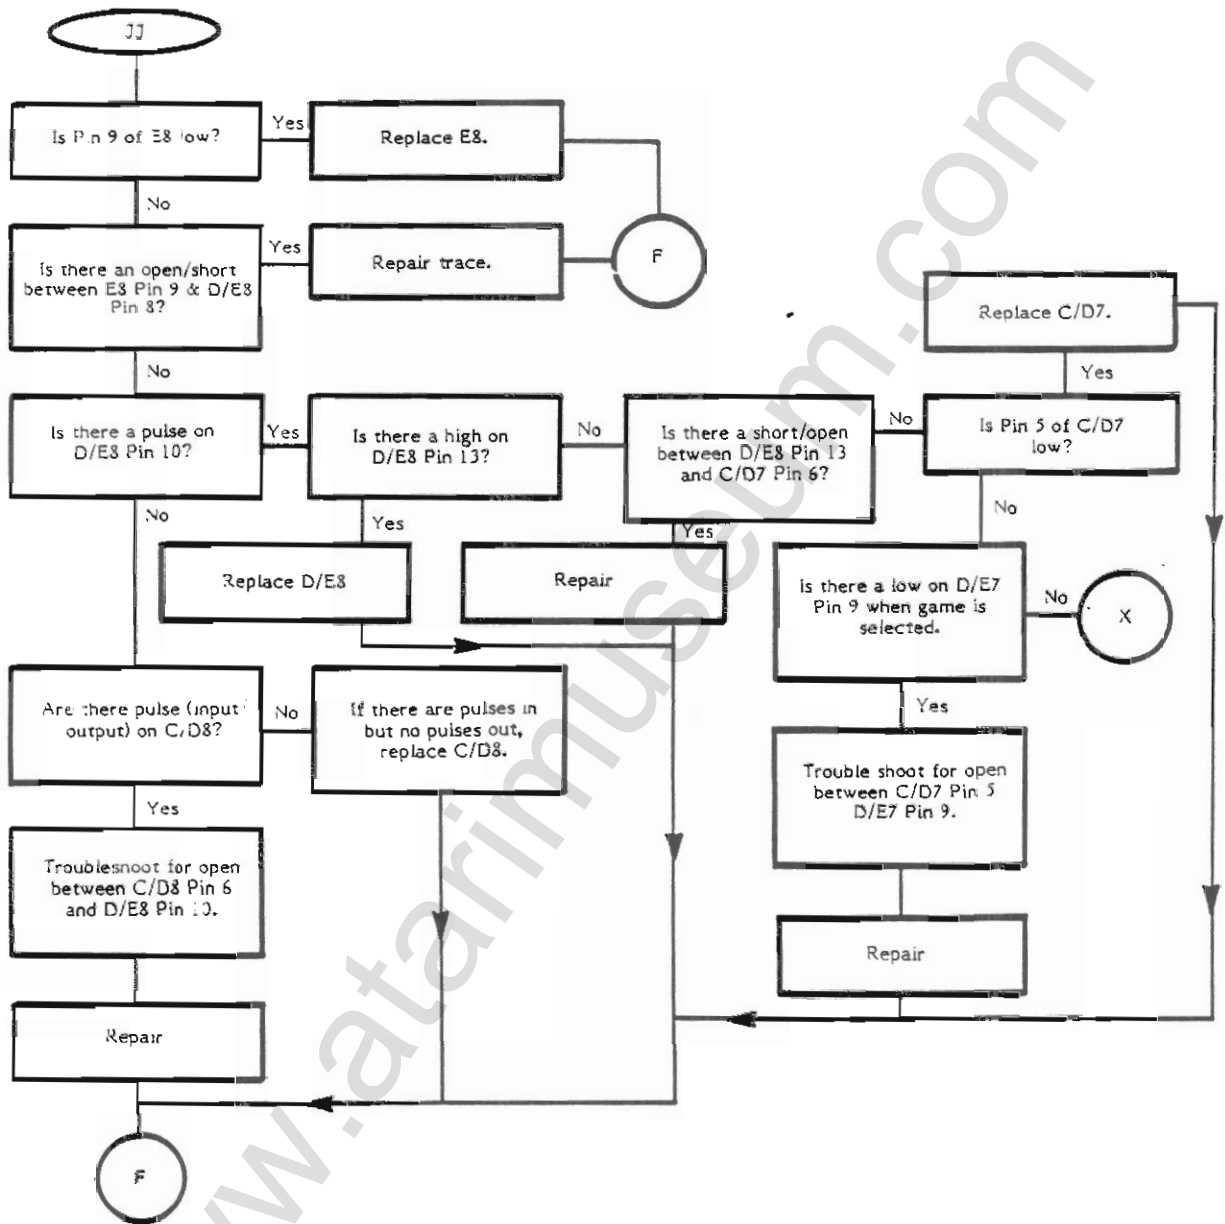 JJ
Is Pin 9 of E8 low?
Yes
Replace E8.
No
Is there an open/short
between E8 Pin 9 & D/E8
Pin 8?
Yes
Repair trace.
F
Replace C/D7.
No
Yes
Is there a pulse on
D/E8 Pin 10?
Yes
Is there a high on
D/E8 Pin 13?
No
Is there a short/open
between D/E8 Pin 13
and C/D7 Pin 6?
No
Is Pin 5 of C/D7
low?
No
Yes
Yes
No
Replace D/E8
Repair
Is there a low on D/E7
Pin 9 when game is
selected.
No
X
Are there pulse (input
output) on C/D8?
No
If there are pulses in
but no pulses out,
replace C/D8.
Yes
Trouble shoot for open
between C/D7 Pin 5
D/E7 Pin 9.
Yes
Troubleshoot for open
between C/D8 Pin 6
and D/E8 Pin 10.
Repair
Repair
F
www.atarimuseum.com